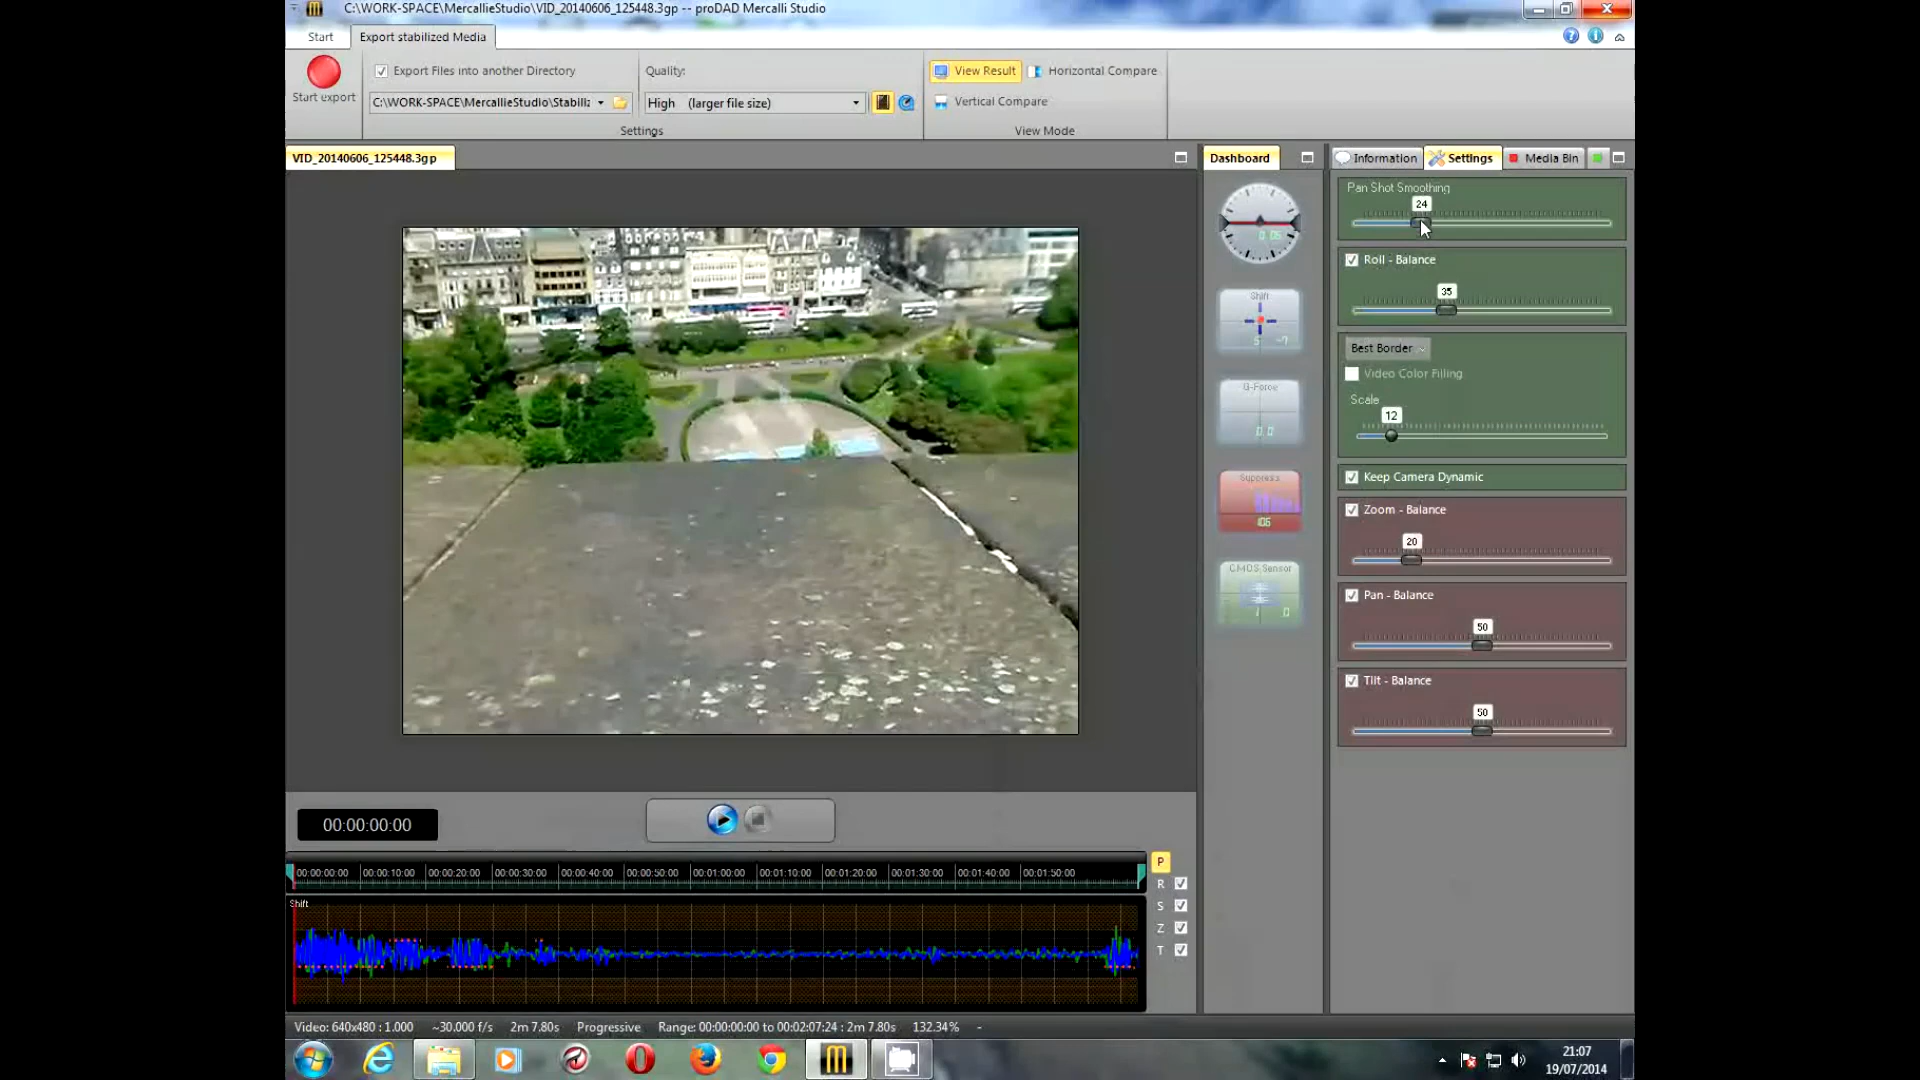 C:\WORK-SPACE\MercallieStudio\VID_20140606_125448.3gp -- proDAD Mercalli Studio
Start
Export stabilized Media
Export Files into another Directory
Quality:
View Result
Horizontal Compare
Start export
C:\WORK-SPACE\MercallieStudio\Stabili
High (larger file size)
Vertical Compare
Settings
View Mode
VID_20140606_125448.3gp
Dashboard
Information
Settings
Media Bin
Pan Shot Smoothing
24
Roll - Balance
35
Best Border
Video Color Filling
Scale
12
Keep Camera Dynamic
Zoom - Balance
20
Pan - Balance
50
Tilt - Balance
50
Shift
G-Force
0.0
Suppress
106
CMOS Sensor
00:00:00:00
00:00:00:00
00:00:10:00
00:00:20:00
00:00:30:00
00:00:40:00
00:00:50:00
00:01:00:00
00:01:10:00
00:01:20:00
00:01:30:00
00:01:40:00
00:01:50:00
P
R
S
Z
T
Shift
Video: 640x480 : 1.000 ~30.000 f/s 2m 7.80s Progressive Range: 00:00:00:00 to 00:02:07:24 : 2m 7.80s 132.34% -
21:07
19/07/2014